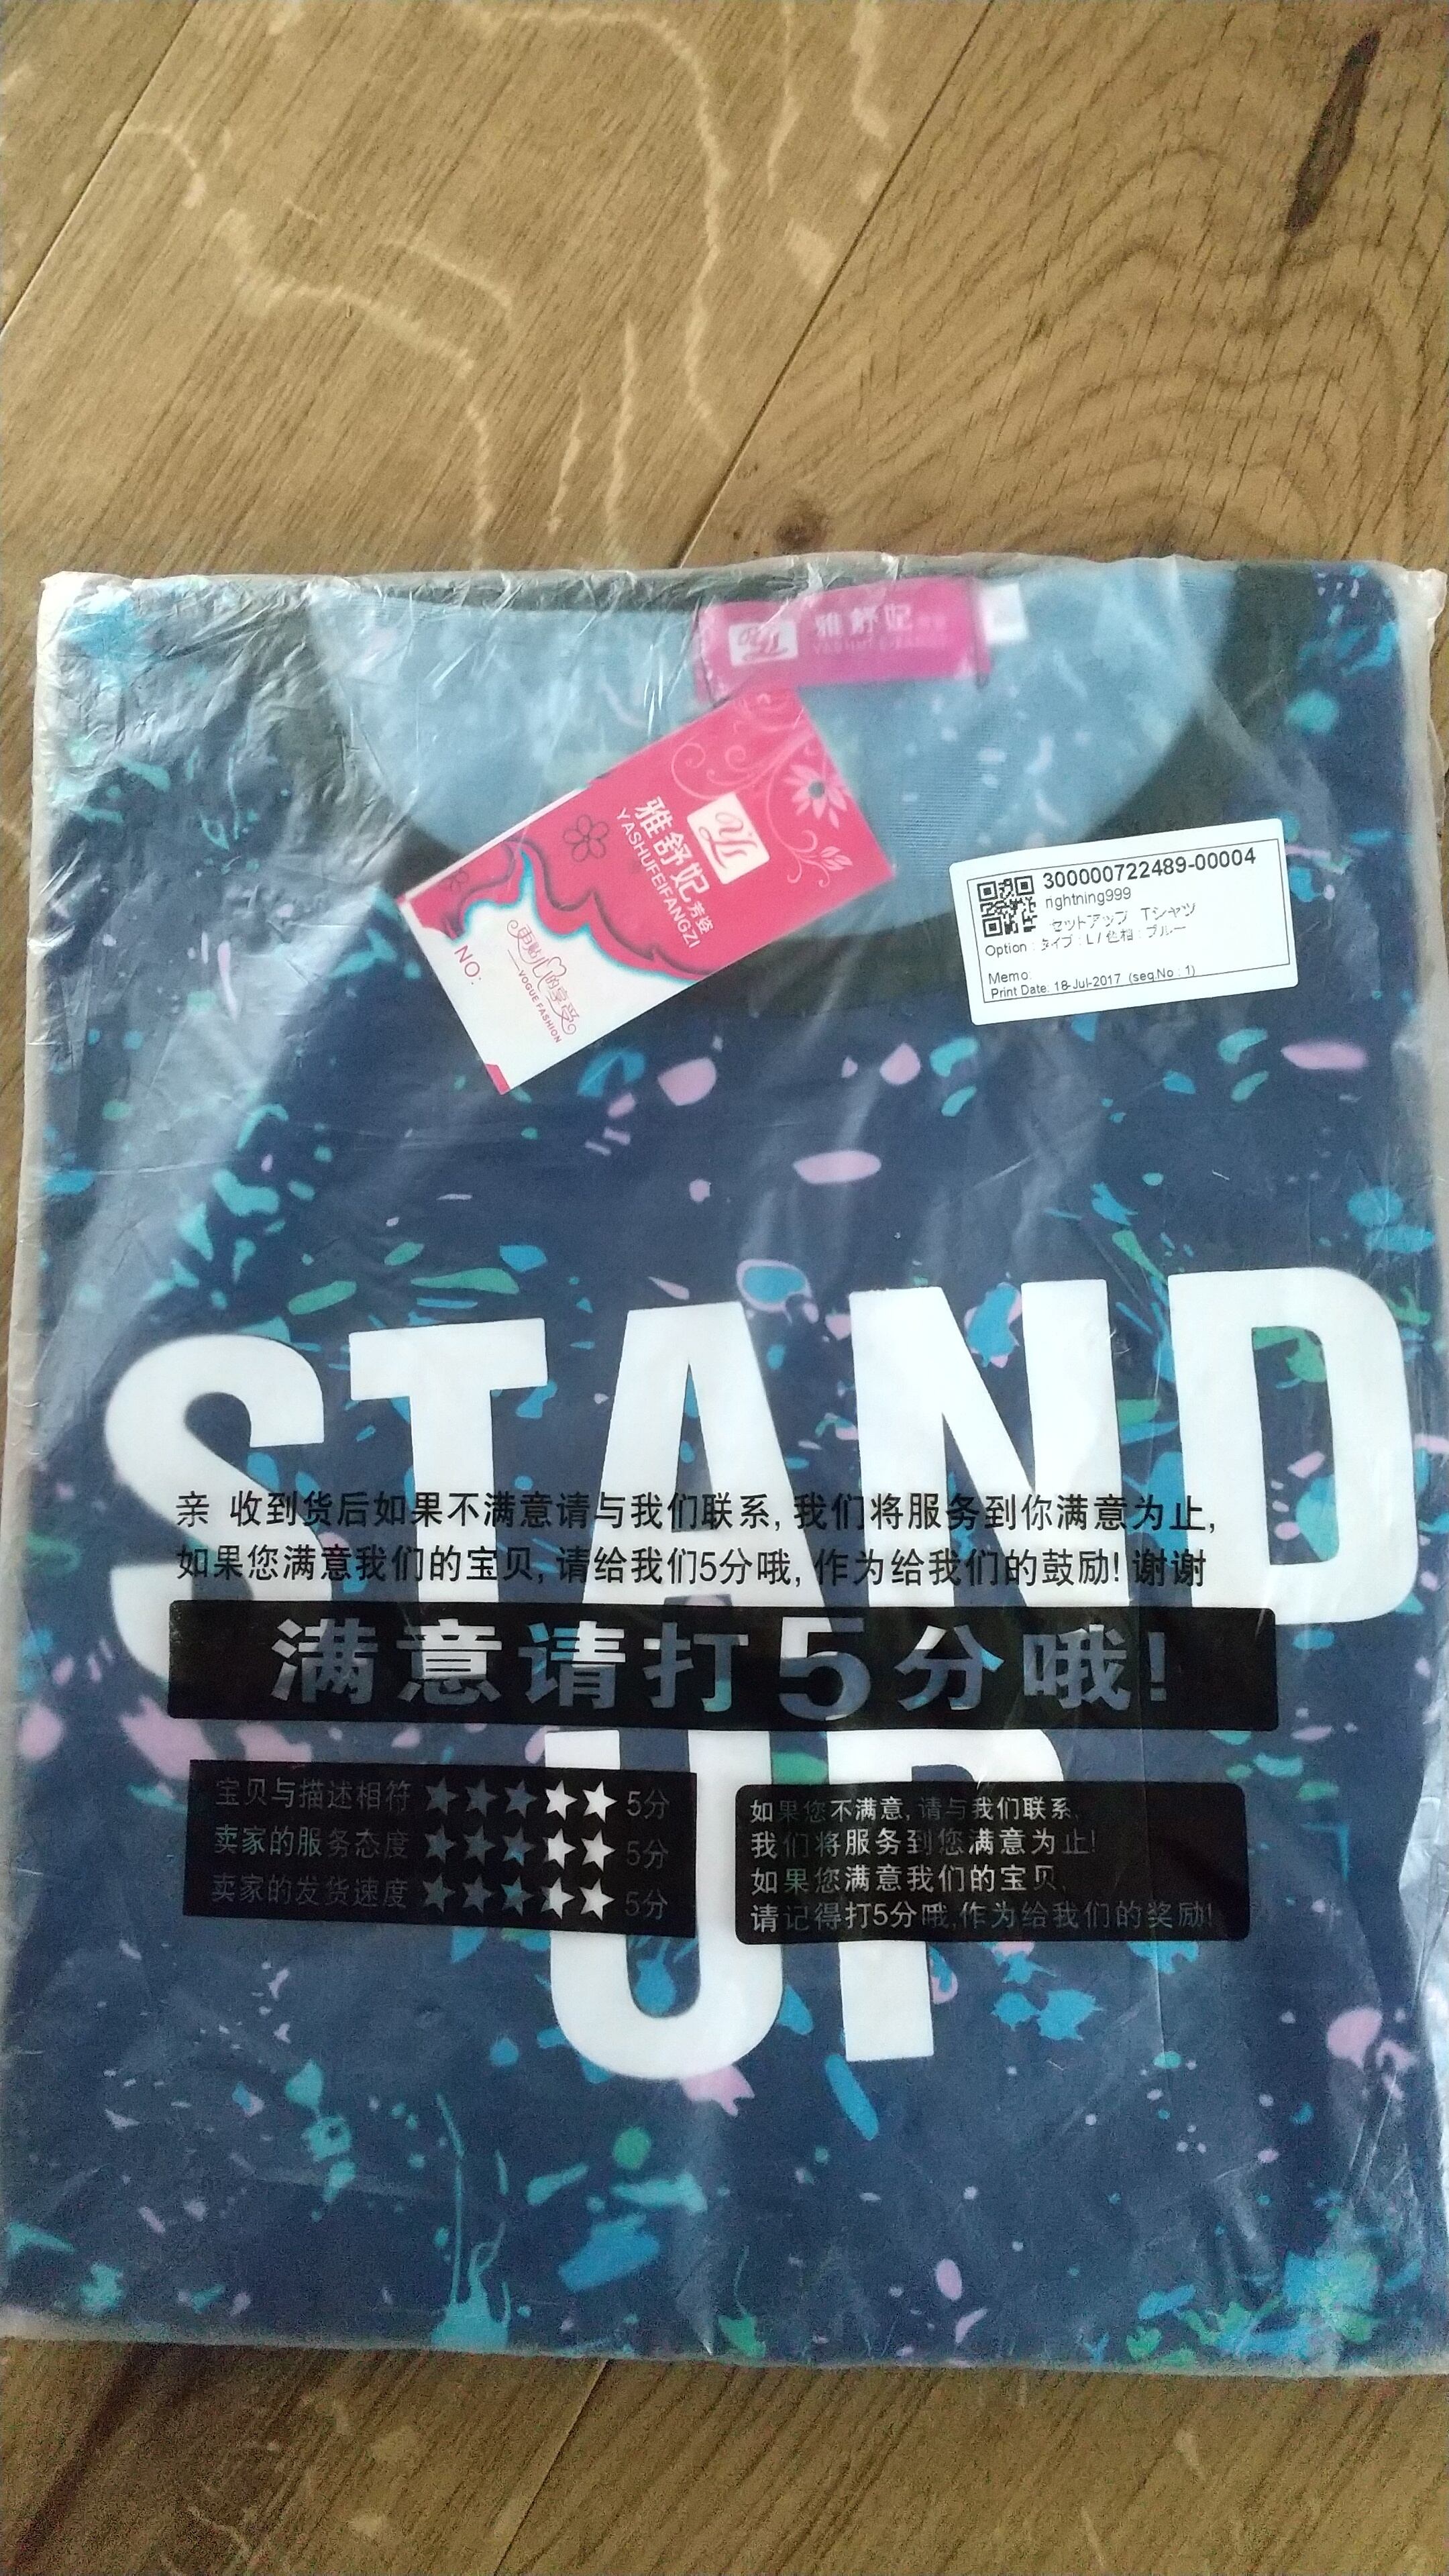 雅舒妃
雅舒妃芳姿
YASHUFEIFANGZI
NO:
更贴心的享受
VOGUE FASHION
300000722489-00004
nghtning999
セットアップ Tシャツ
Option : タイプ : L / 色相 : ブルー
Memo:
Print Date: 18-Jul-2017 (seq.No : 1)
STAND
亲 收到货后如果不满意请与我们联系, 我们将服务到你满意为止,
如果您满意我们的宝贝, 请给我们5分哦, 作为给我们的鼓励! 谢谢
满意请打5分哦!
UP
宝贝与描述相符 ★★★★★ 5分
卖家的服务态度 ★★★★★ 5分
卖家的发货速度 ★★★★★ 5分
如果您不满意, 请与我们联系,
我们将服务到您满意为止!
如果您满意我们的宝贝,
请记得打5分哦,作为给我们的奖励!